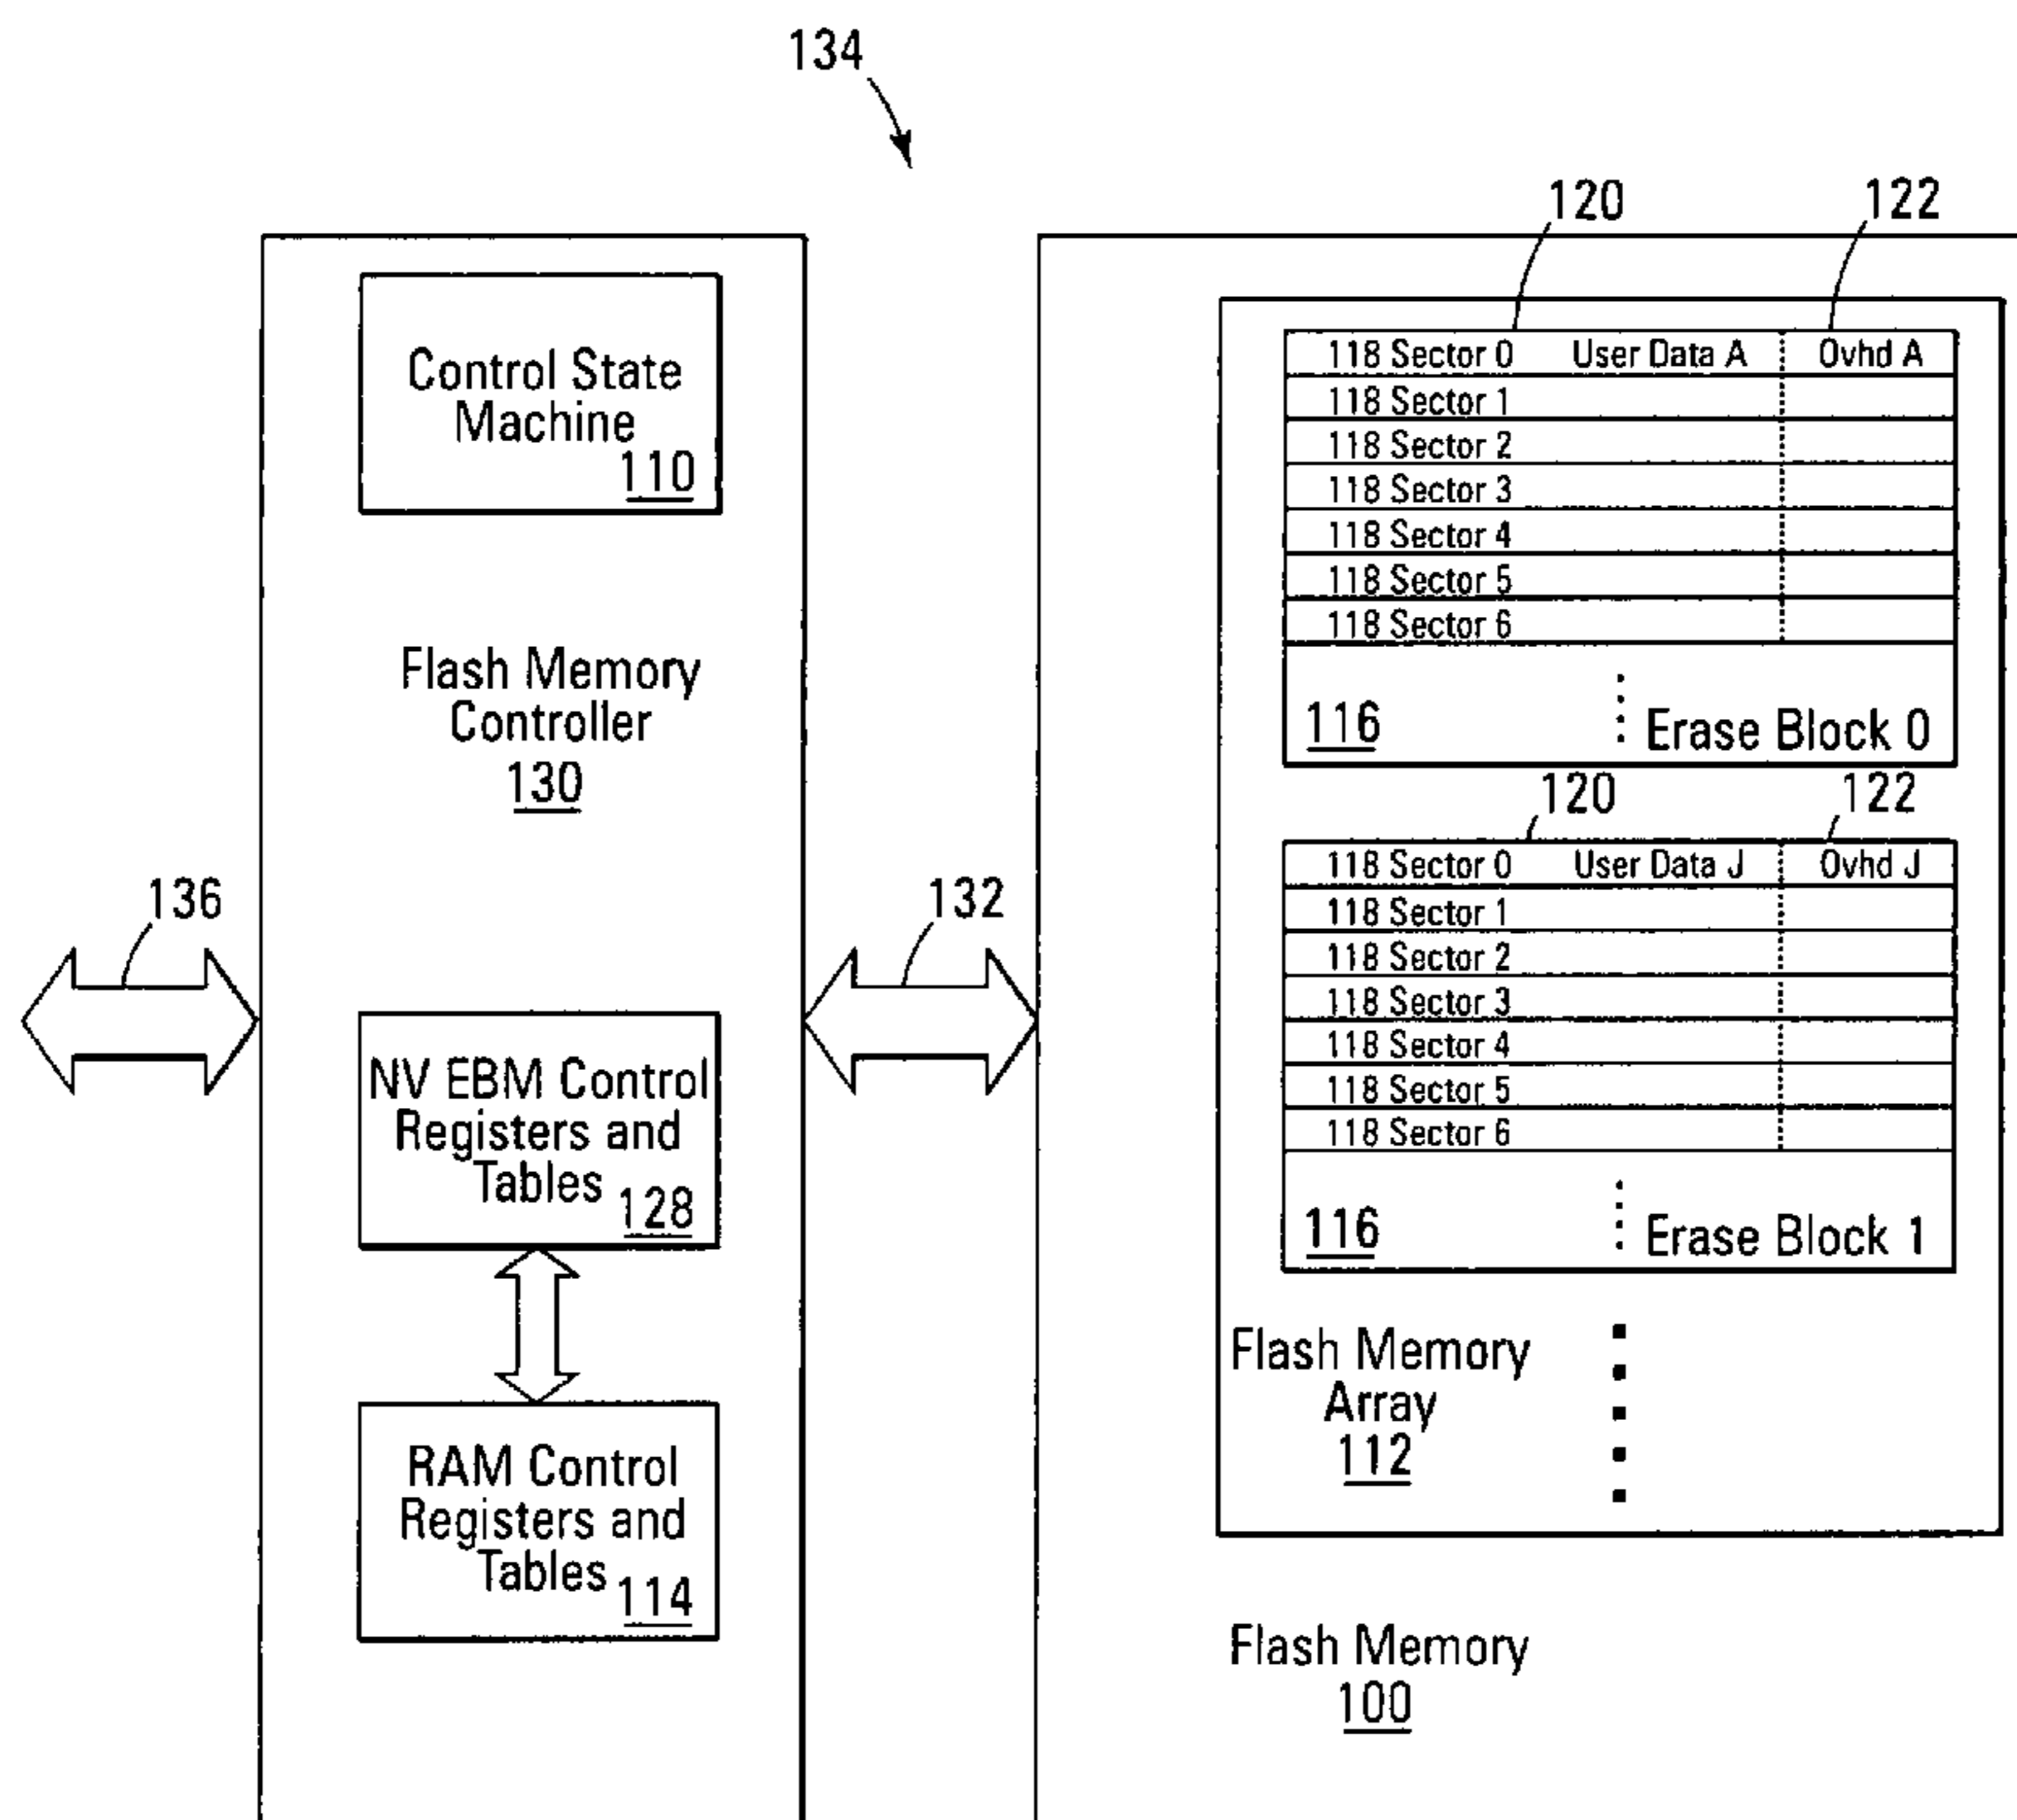 134
Control State
Machine
110
Flash Memory
Controller
130
136
132
NV EBM Control
Registers and
Tables
128
RAM Control
Registers and
Tables
114
120
122
118 Sector 0 User Data A Ovhd A
118 Sector 1
118 Sector 2
118 Sector 3
118 Sector 4
118 Sector 5
118 Sector 6
116 Erase Block 0
120
122
118 Sector 0 User Data J Ovhd J
118 Sector 1
118 Sector 2
118 Sector 3
118 Sector 4
118 Sector 5
118 Sector 6
116 Erase Block 1
Flash Memory
Array
112
Flash Memory
100